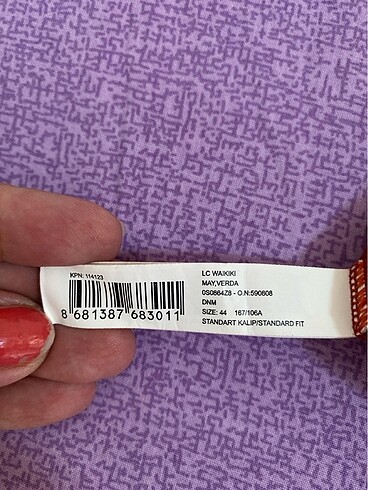 KPN: 114123
8 681387 683011
LC WAIKIKI
MAY,VERDA
0S0864Z8 - O.N:590808
DNM
SIZE: 44 167/106A
STANDART KALIP/STANDARD FIT